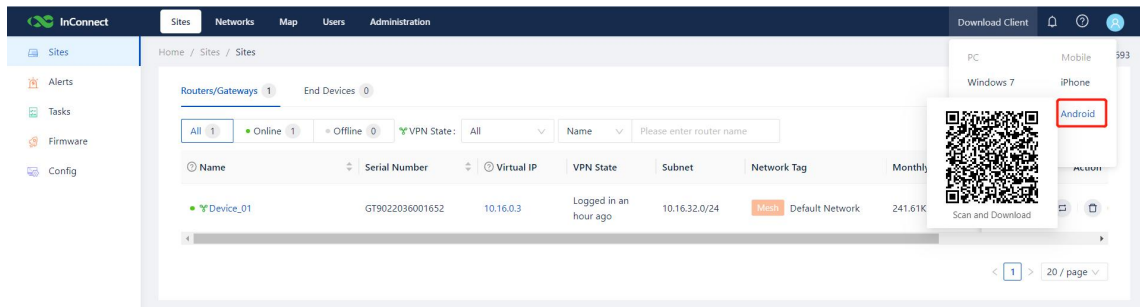 InConnect
Sites Networks Map Users Administration Download Client
Sites
Alerts
Tasks
Firmware
Config
Home / Sites / Sites
593
PC Mobile
Windows 7 iPhone
Android
Scan and Download
Routers/Gateways 1 End Devices 0
All 1 Online 1 Offline 0 VPN State: All Name Please enter router name
Name Serial Number Virtual IP VPN State Subnet Network Tag Monthly Action
Device_01 GT9022036001652 10.16.0.3 Logged in an hour ago 10.16.32.0/24 Mesh Default Network 241.61K
< 1 > 20 / page